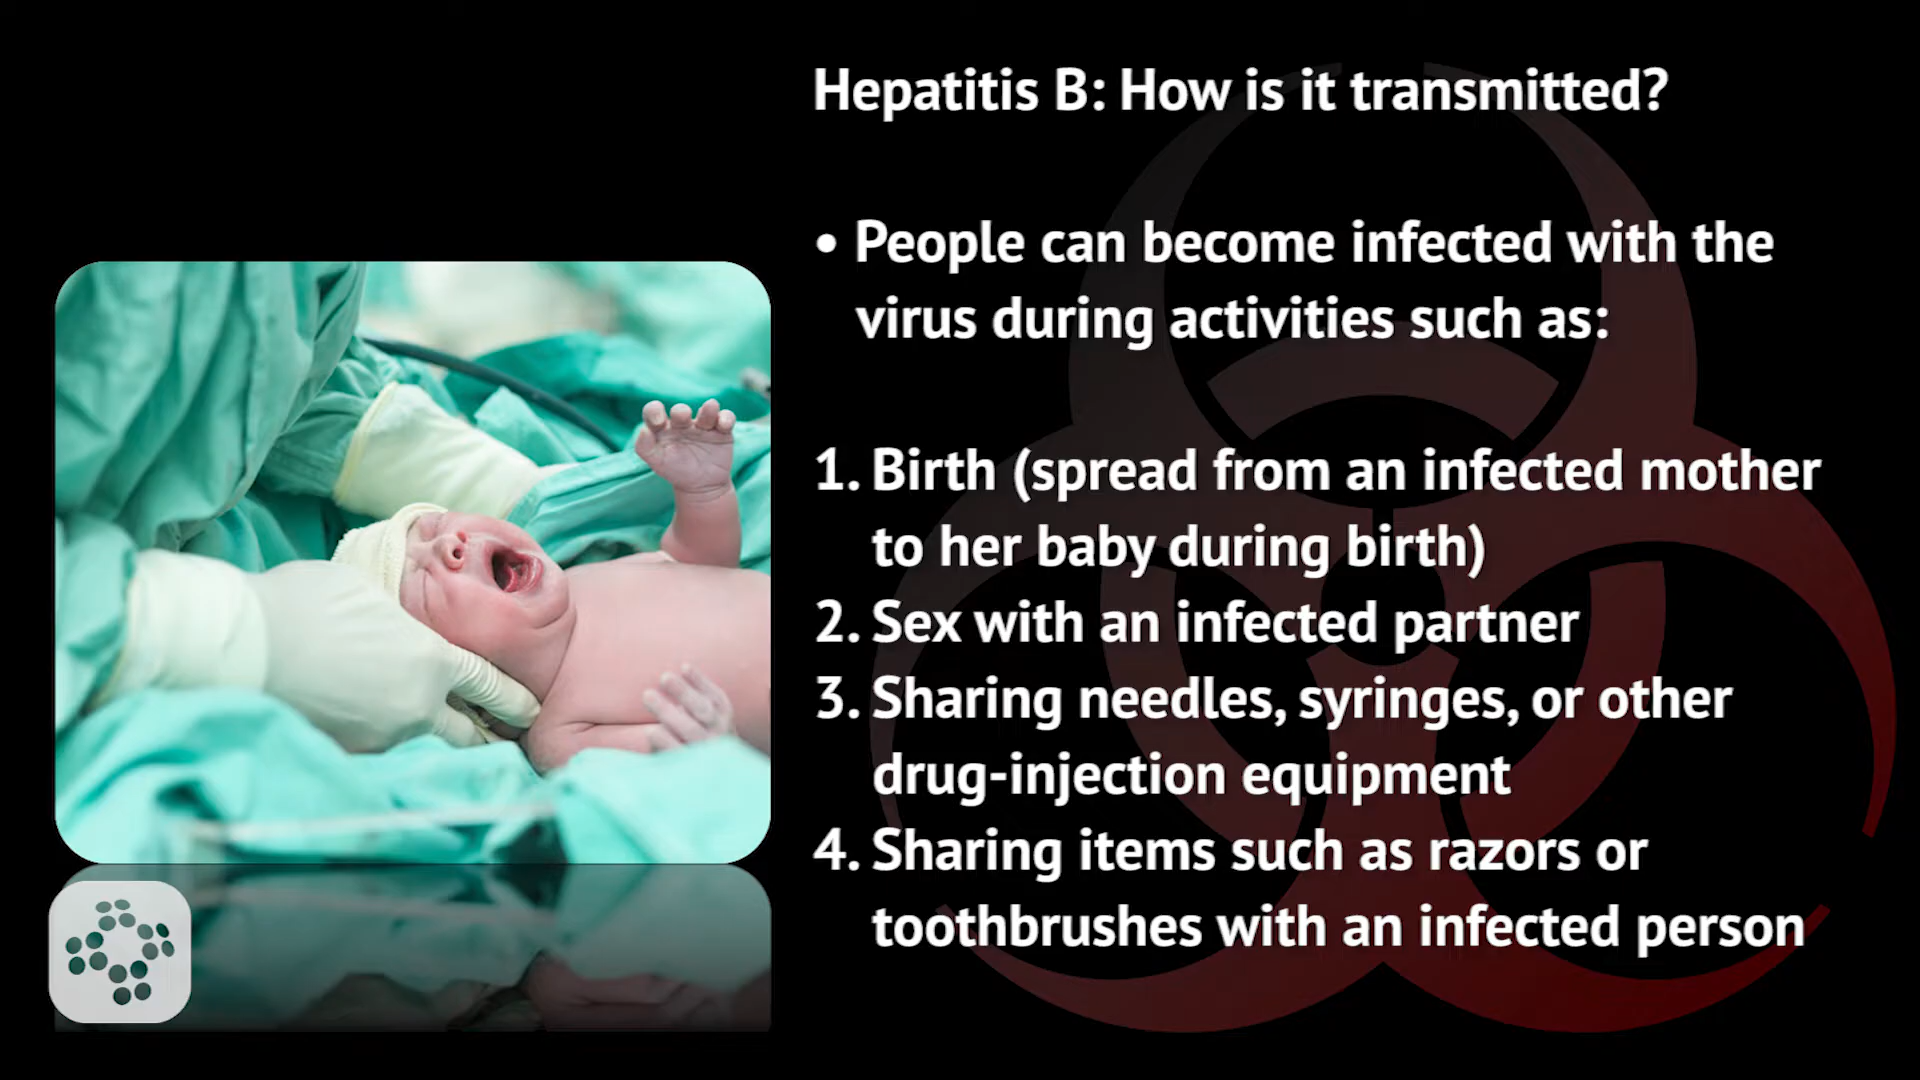 Hepatitis B: How is it transmitted?
• People can become infected with the
virus during activities such as:
1. Birth (spread from an infected mother
to her baby during birth)
2. Sex with an infected partner
3. Sharing needles, syringes, or other
drug-injection equipment
4. Sharing items such as razors or
toothbrushes with an infected person